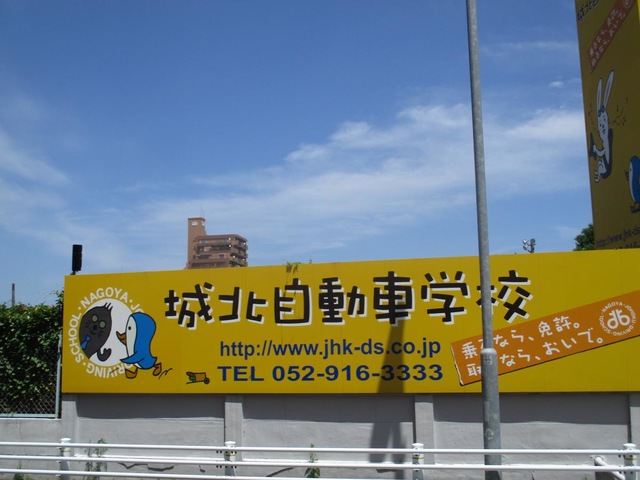 城北自動車学校
http://www.jhk-ds.co.jp
TEL 052-916-3333
乗るなら、免許。
取るなら、おいで。
NAGOYA
SCHOOL